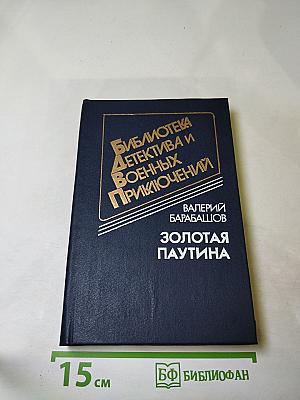 БИБЛИОТЕКА
ДЕТЕКТИВА И
ВОЕННЫХ
ПРИКЛЮЧЕНИЙ
ВАЛЕРИЙ
БАРАБАШОВ
ЗОЛОТАЯ
ПАУТИНА
15 см
БФ БИБЛИОФАН